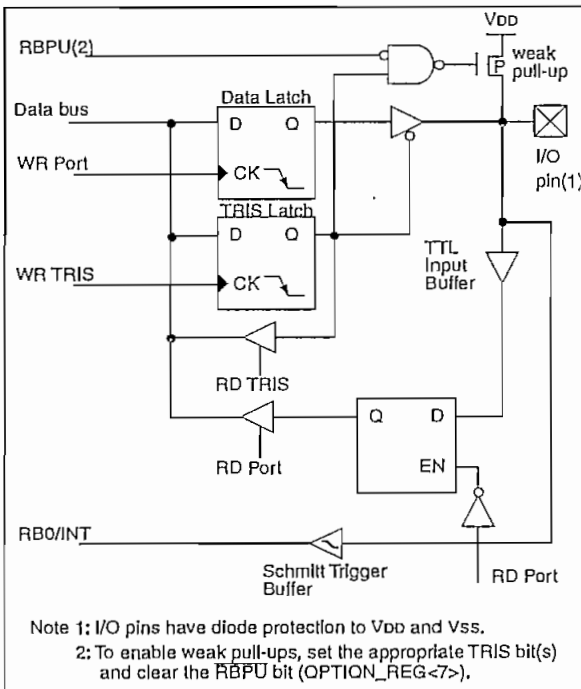 VDD
RBPU(2)
weak
pull-up
P
Data bus
Data Latch
D Q
I/O
pin(1)
WR Port
CK
TRIS Latch
D Q
TTL
Input
Buffer
WR TRIS
CK
RD TRIS
Q D
EN
RD Port
RB0/INT
Schmitt Trigger
Buffer
RD Port
Note 1: I/O pins have diode protection to VDD and VSS.
2: To enable weak pull-ups, set the appropriate TRIS bit(s)
and clear the R̅B̅P̅U̅ bit (OPTION_REG<7>).